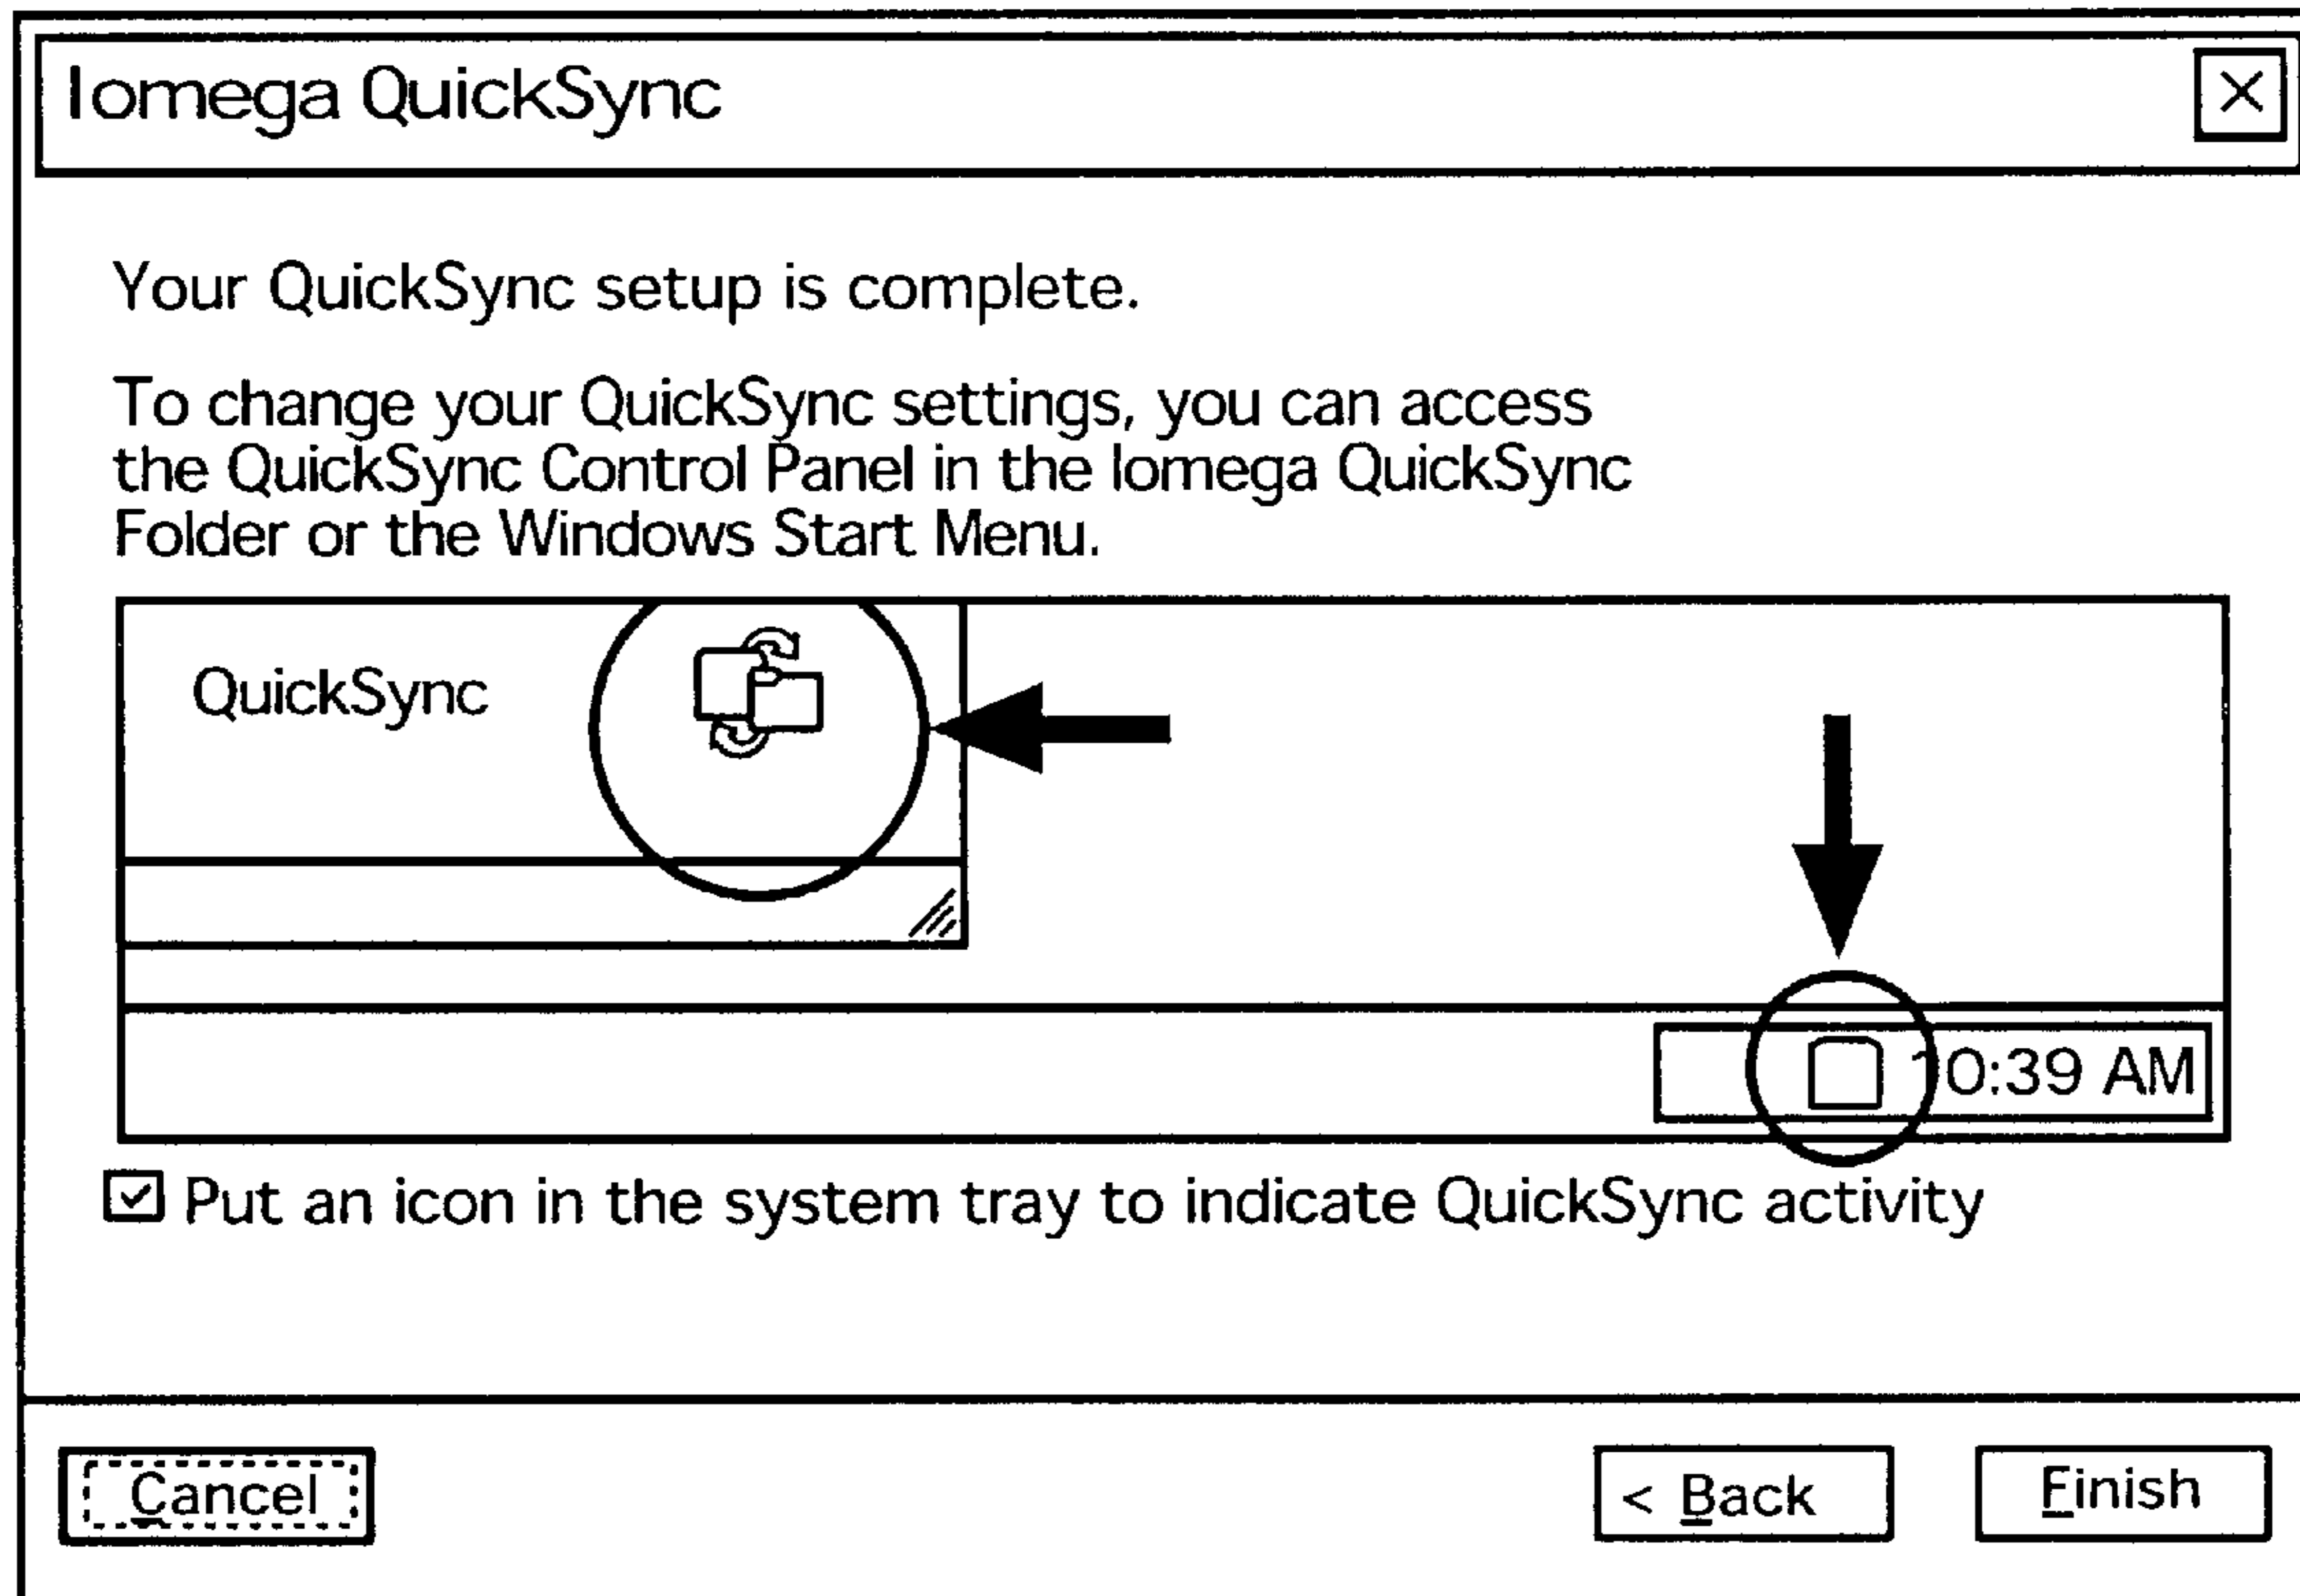 Iomega QuickSync
Your QuickSync setup is complete.
To change your QuickSync settings, you can access
the QuickSync Control Panel in the Iomega QuickSync
Folder or the Windows Start Menu.
QuickSync
10:39 AM
Put an icon in the system tray to indicate QuickSync activity
Cancel
< Back
Finish